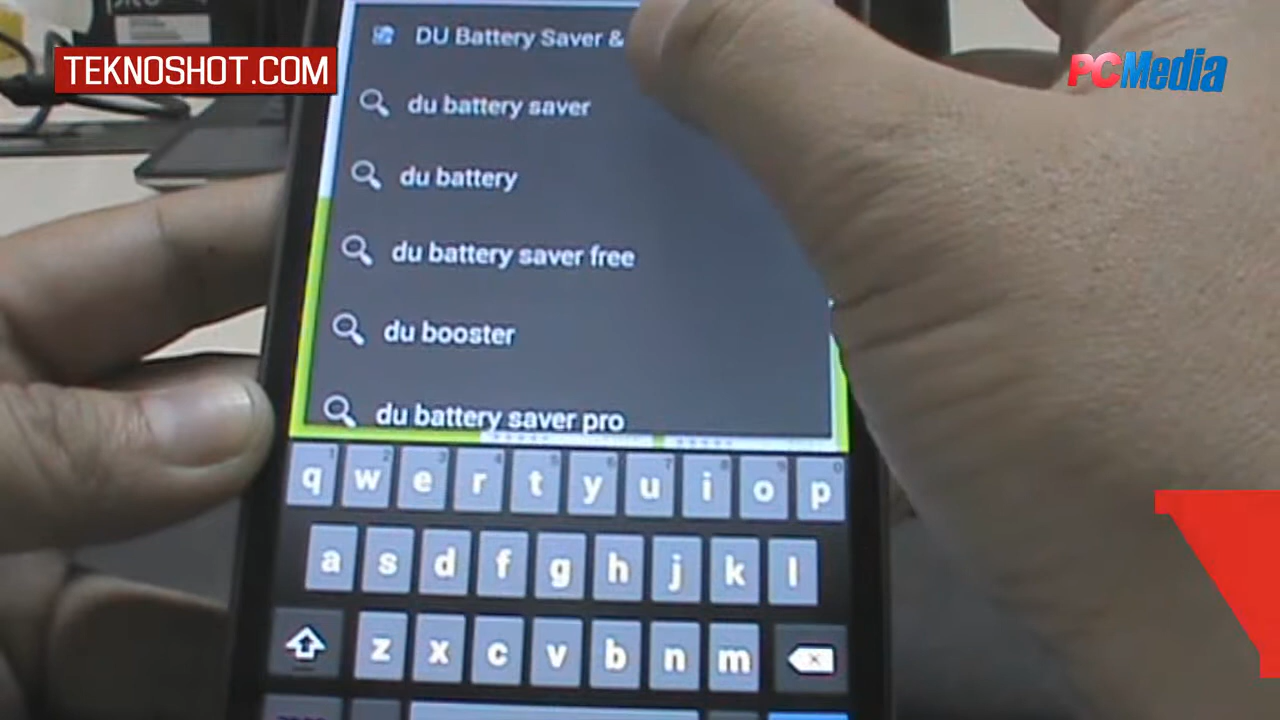 TEKNOSHOT.COM
PCMedia
DU Battery Saver &
du battery saver
du battery
du battery saver free
du booster
du battery saver pro
q w e r t y u i o p
a s d f g h j k l
z x c v b n m